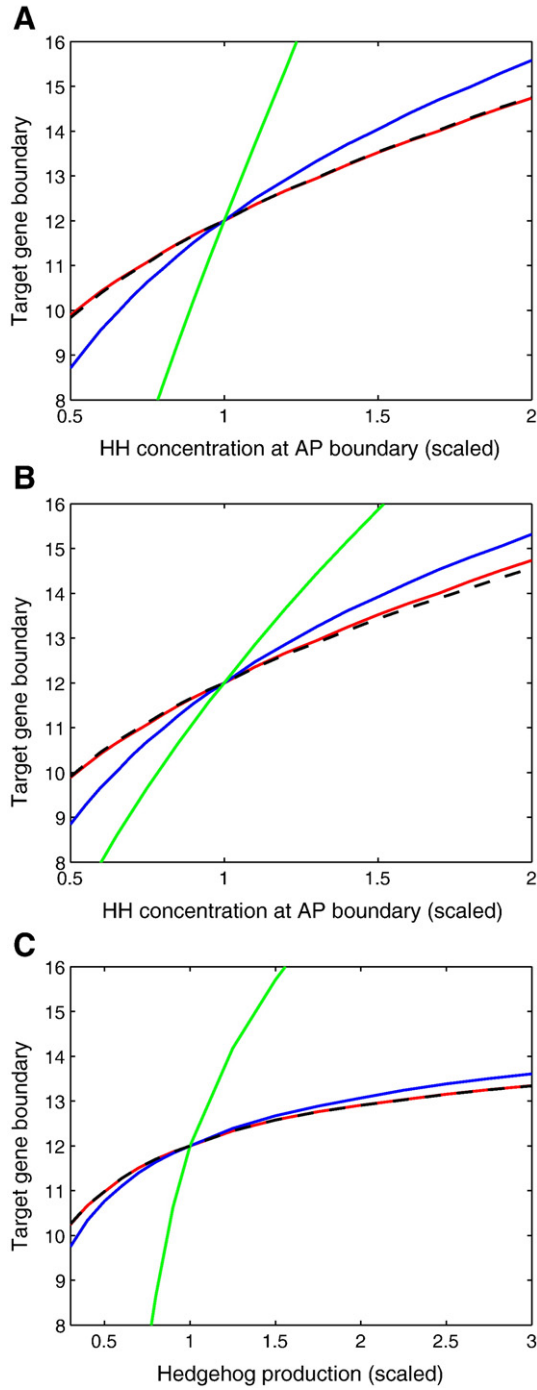 A
16
15
14
13
12
11
10
9
8
Target gene boundary
0.5 1 1.5 2
HH concentration at AP boundary (scaled)
B
16
15
14
13
12
11
10
9
8
Target gene boundary
0.5 1 1.5 2
HH concentration at AP boundary (scaled)
C
16
15
14
13
12
11
10
9
8
Target gene boundary
0.5 1 1.5 2 2.5 3
Hedgehog production (scaled)